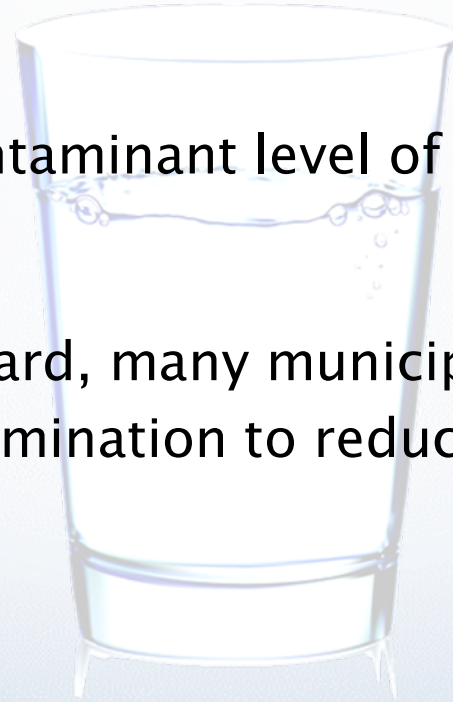 ntaminant level of
ard, many municip
mination to reduc